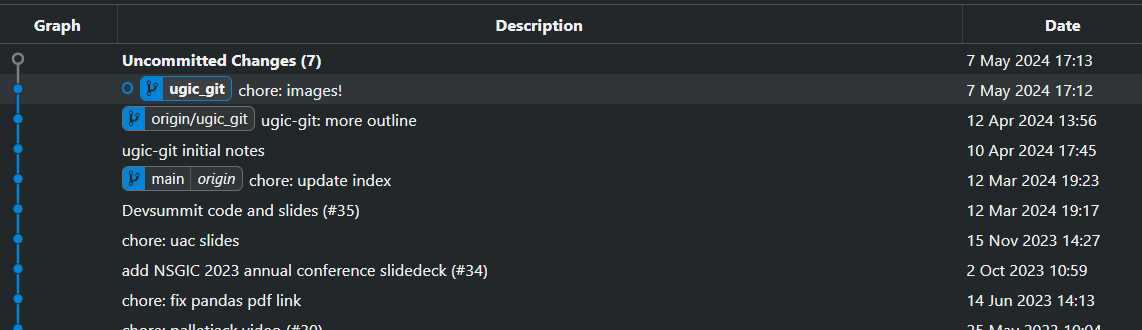 Graph Description Date
Uncommitted Changes (7) 7 May 2024 17:13
ugic_git chore: images! 7 May 2024 17:12
origin/ugic_git ugic-git: more outline 12 Apr 2024 13:56
ugic-git initial notes 10 Apr 2024 17:45
main origin chore: update index 12 Mar 2024 19:23
Devsummit code and slides (#35) 12 Mar 2024 19:17
chore: uac slides 15 Nov 2023 14:27
add NSGIC 2023 annual conference slidedeck (#34) 2 Oct 2023 10:59
chore: fix pandas pdf link 14 Jun 2023 14:13
chore: palletjack video 2023